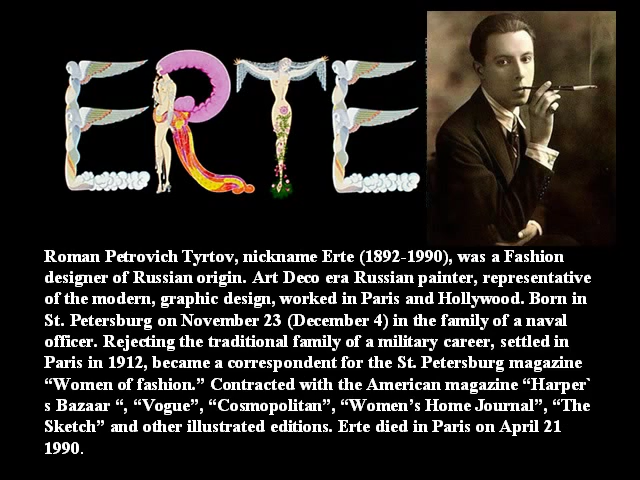 ERTE
Roman Petrovich Tyrtov, nickname Erte (1892-1990), was a Fashion
designer of Russian origin. Art Deco era Russian painter, representative
of the modern, graphic design, worked in Paris and Hollywood. Born in
St. Petersburg on November 23 (December 4) in the family of a naval
officer. Rejecting the traditional family of a military career, settled in
Paris in 1912, became a correspondent for the St. Petersburg magazine
“Women of fashion.” Contracted with the American magazine “Harper`
s Bazaar “, “Vogue”, “Cosmopolitan”, “Women’s Home Journal”, “The
Sketch” and other illustrated editions. Erte died in Paris on April 21
1990.